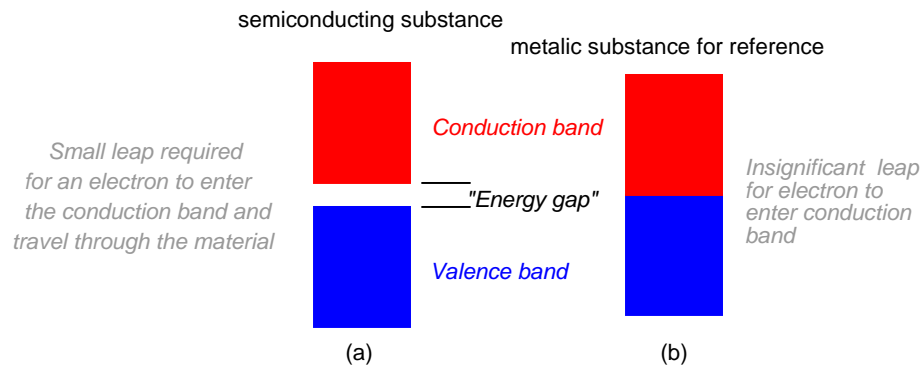 semiconducting substance
metalic substance for reference
Small leap required
for an electron to enter
the conduction band and
travel through the material
Conduction band
"Energy gap"
Valence band
Insignificant leap
for electron to
enter conduction
band
(a)
(b)